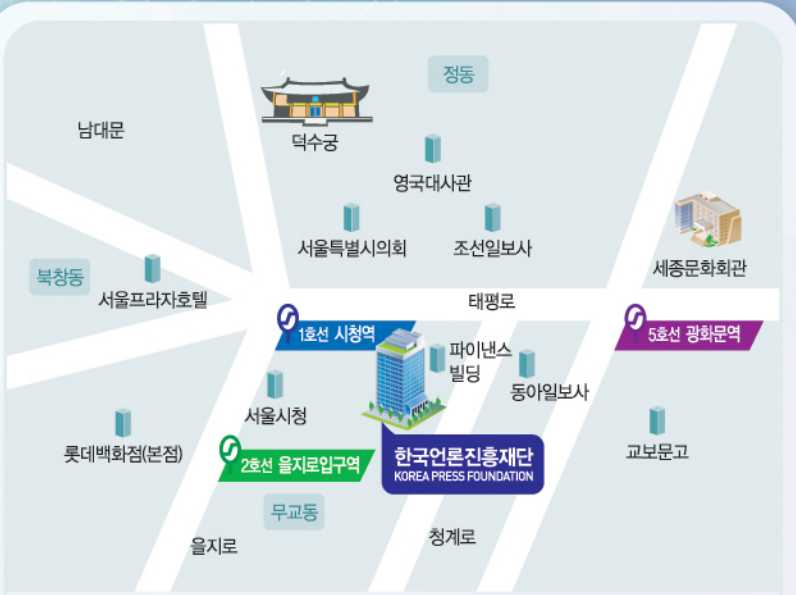 정동
남대문
덕수궁
영국대사관
서울특별시의회
조선일보사
세종문화회관
북창동
서울프라자호텔
태평로
1호선 시청역
5호선 광화문역
파이낸스
빌딩
동아일보사
서울시청
롯데백화점(본점)
2호선 을지로입구역
한국언론진흥재단
KOREA PRESS FOUNDATION
교보문고
무교동
을지로
청계로